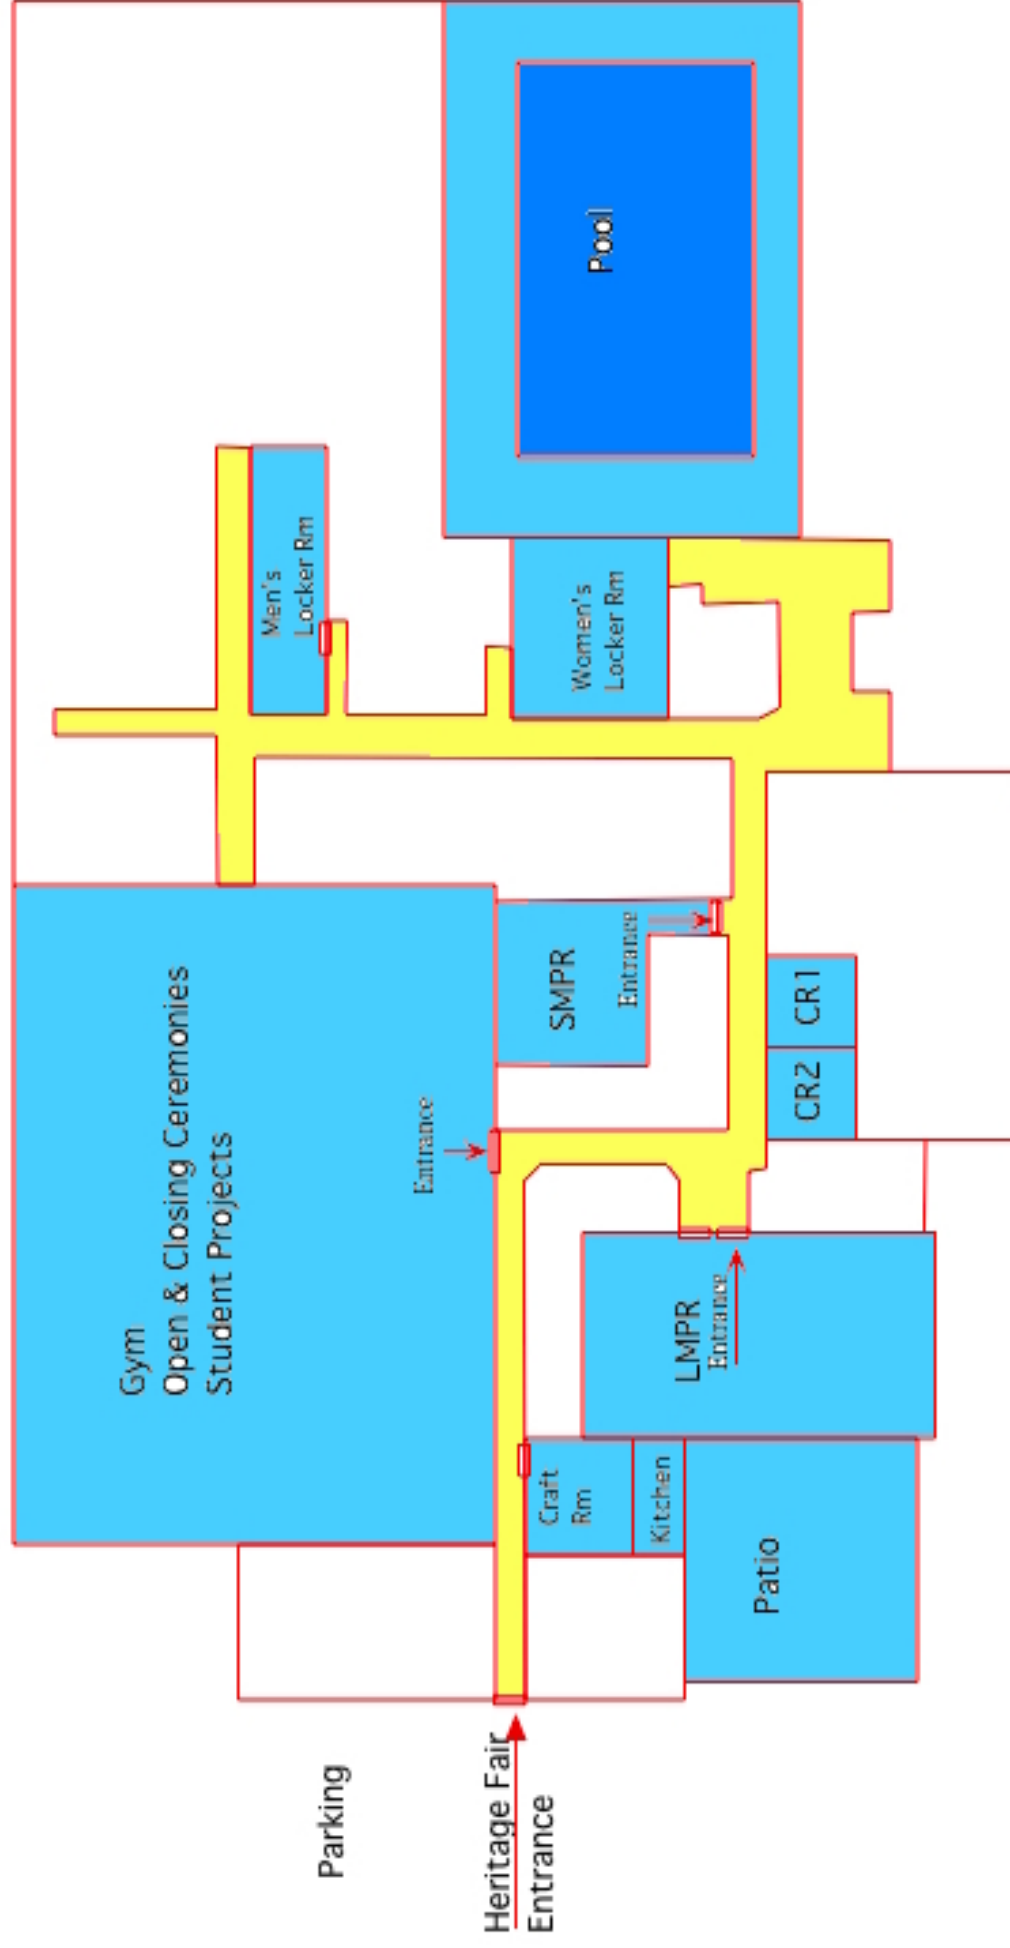 Pool
Men's
Locker Rm
Women's
Locker Rm
Gym
Open & Closing Ceremonies
Student Projects
Entrance
SMPR
Entrance
CR1
CR2
LMPR
Entrance
Craft
Rm
Kitchen
Patio
Parking
Heritage Fair
Entrance